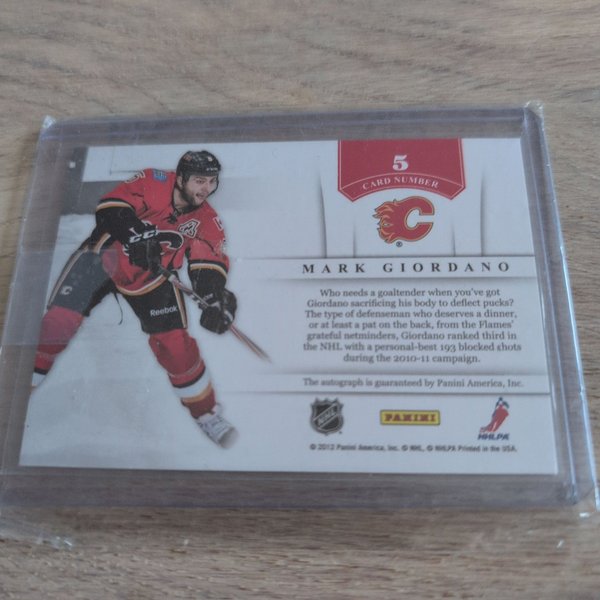 5
CARD NUMBER
C
®
MARK GIORDANO
Who needs a goaltender when you've got
Giordano sacrificing his body to deflect pucks?
The type of defenseman who deserves a dinner,
or at least a pat on the back, from the Flames'
grateful netminders, Giordano ranked third in
the NHL with a personal-best 193 blocked shots
during the 2010-11 campaign.
The autograph is guaranteed by Panini America, Inc.
CCM
Reebok
NHL
PANINI
NHLPA
© 2012 Panini America, Inc. © NHL, © NHLPA Printed in the USA.